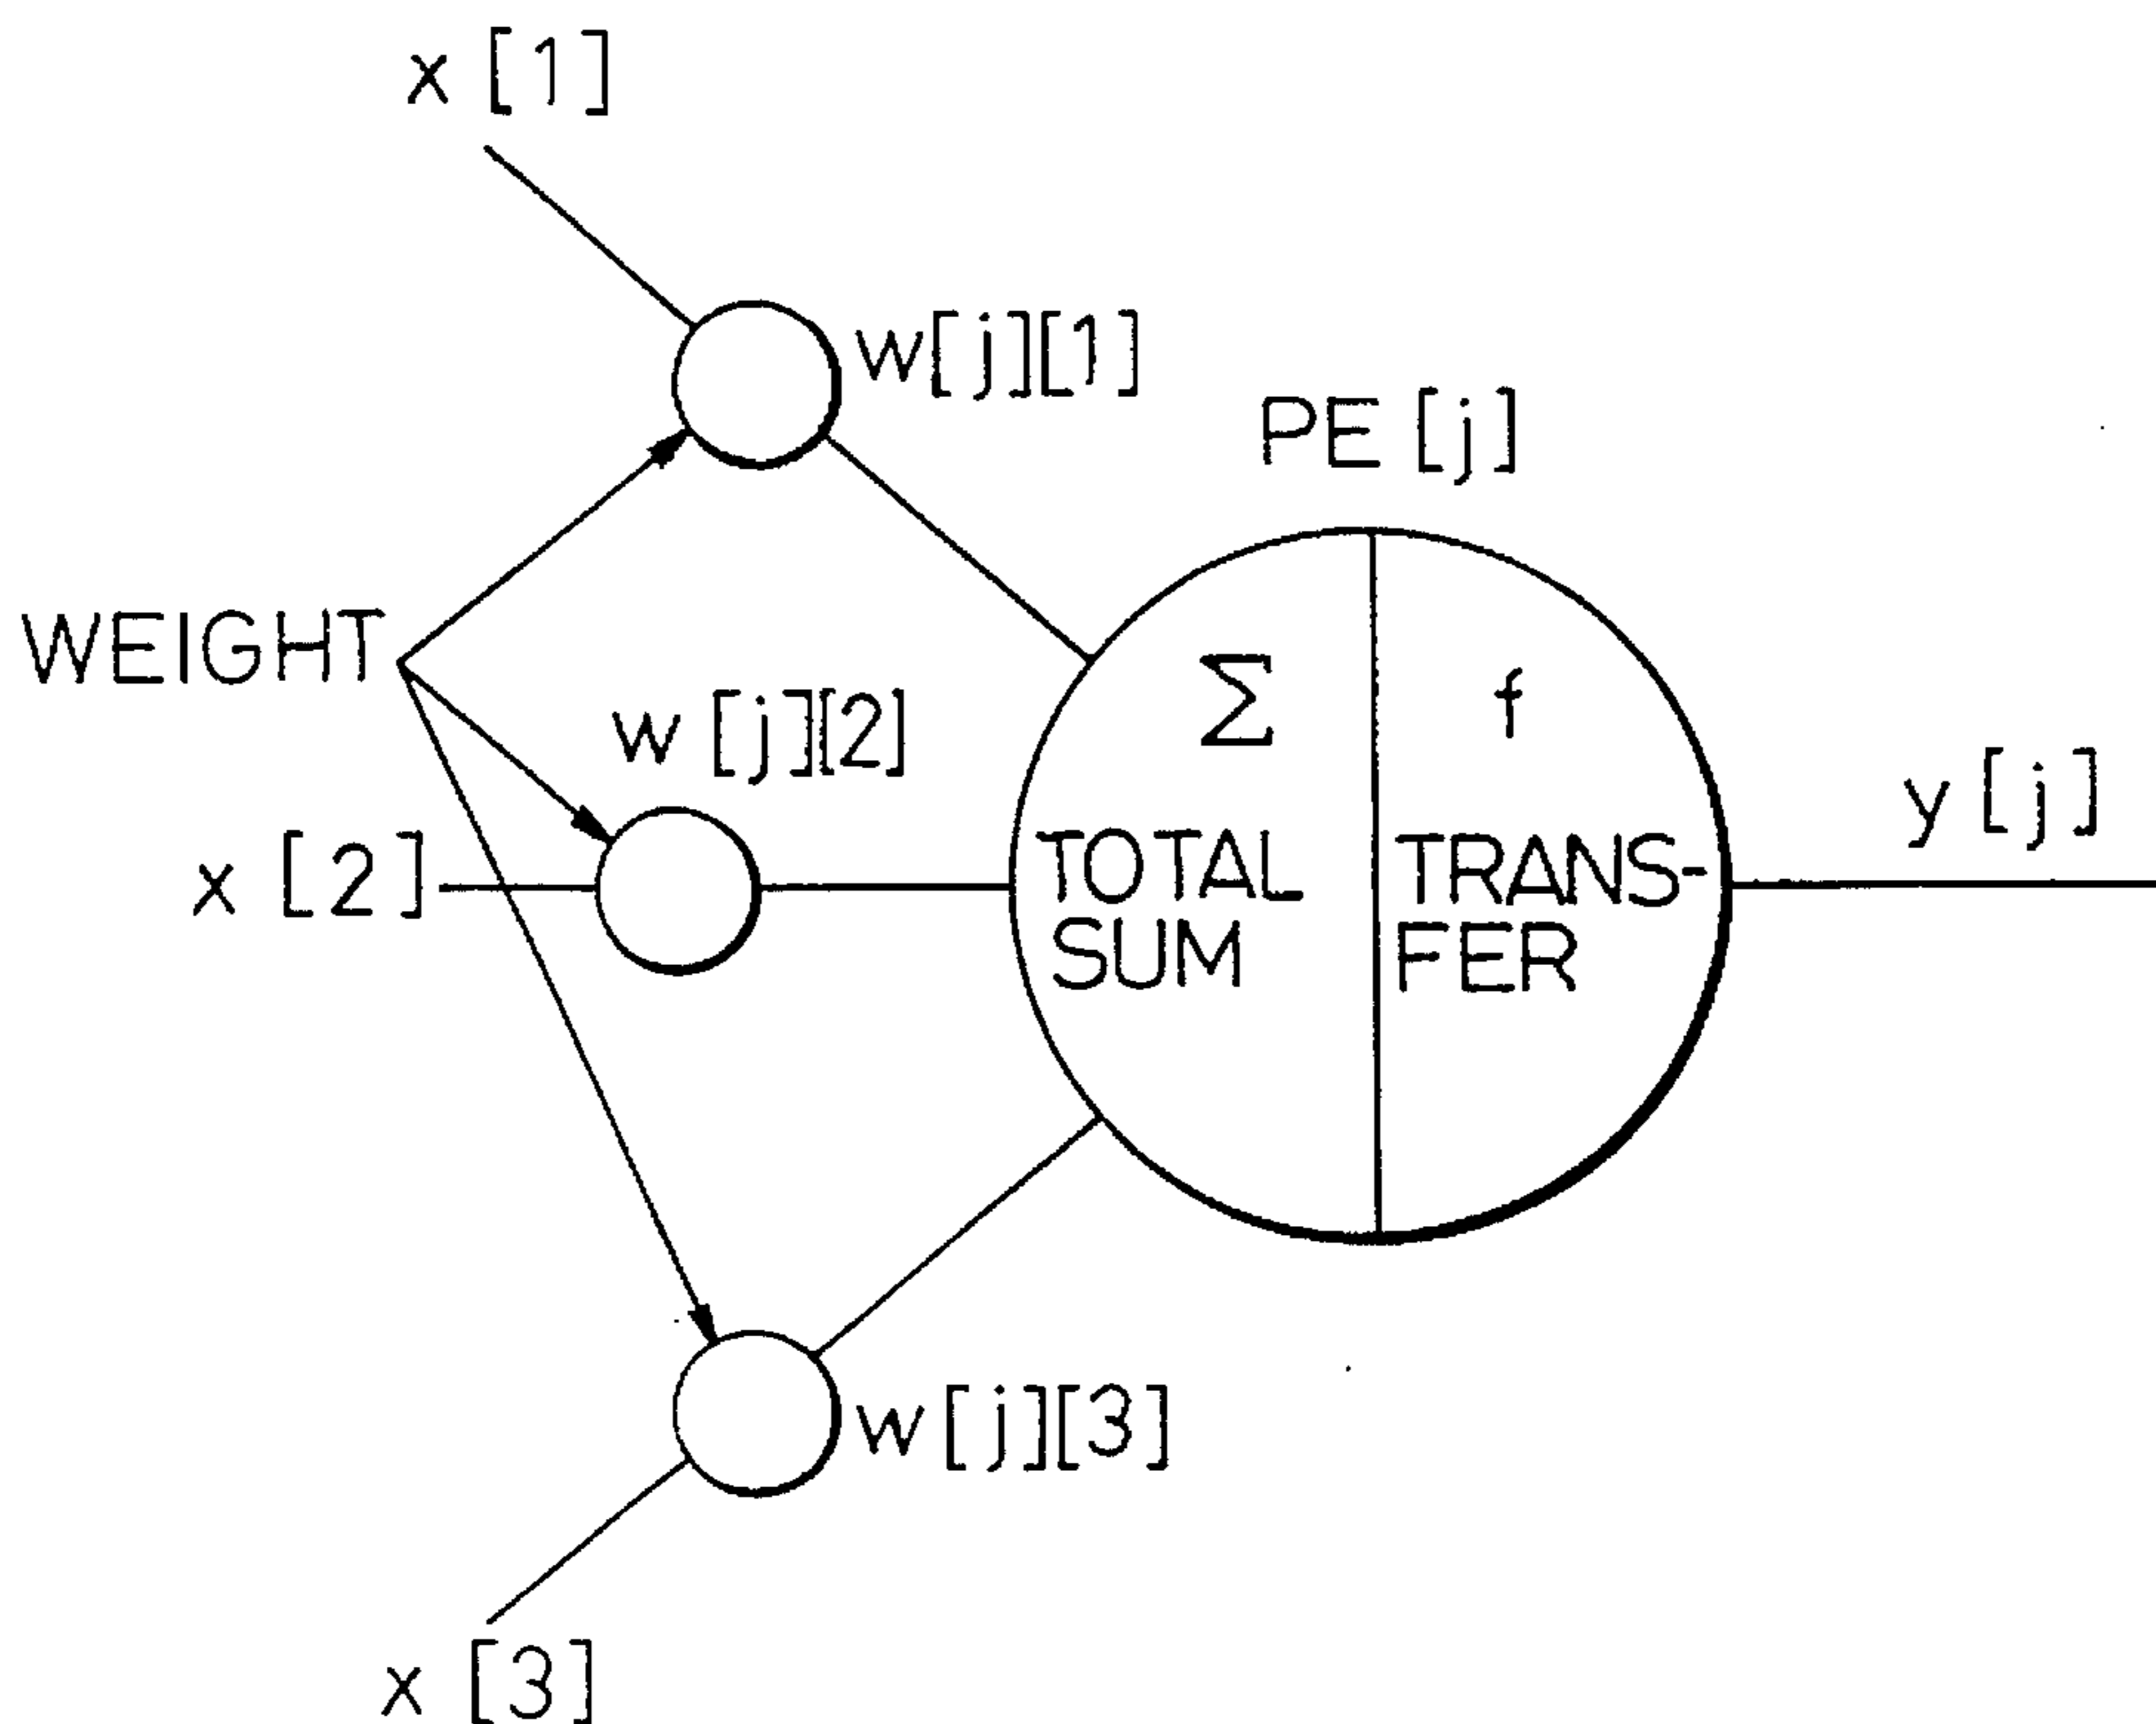 x [1]
w[j][1]
PE [j]
WEIGHT
w [j][2]
Σ
f
y [j]
x [2]
TOTAL
SUM
TRANS-
FER
w[j][3]
x [3]